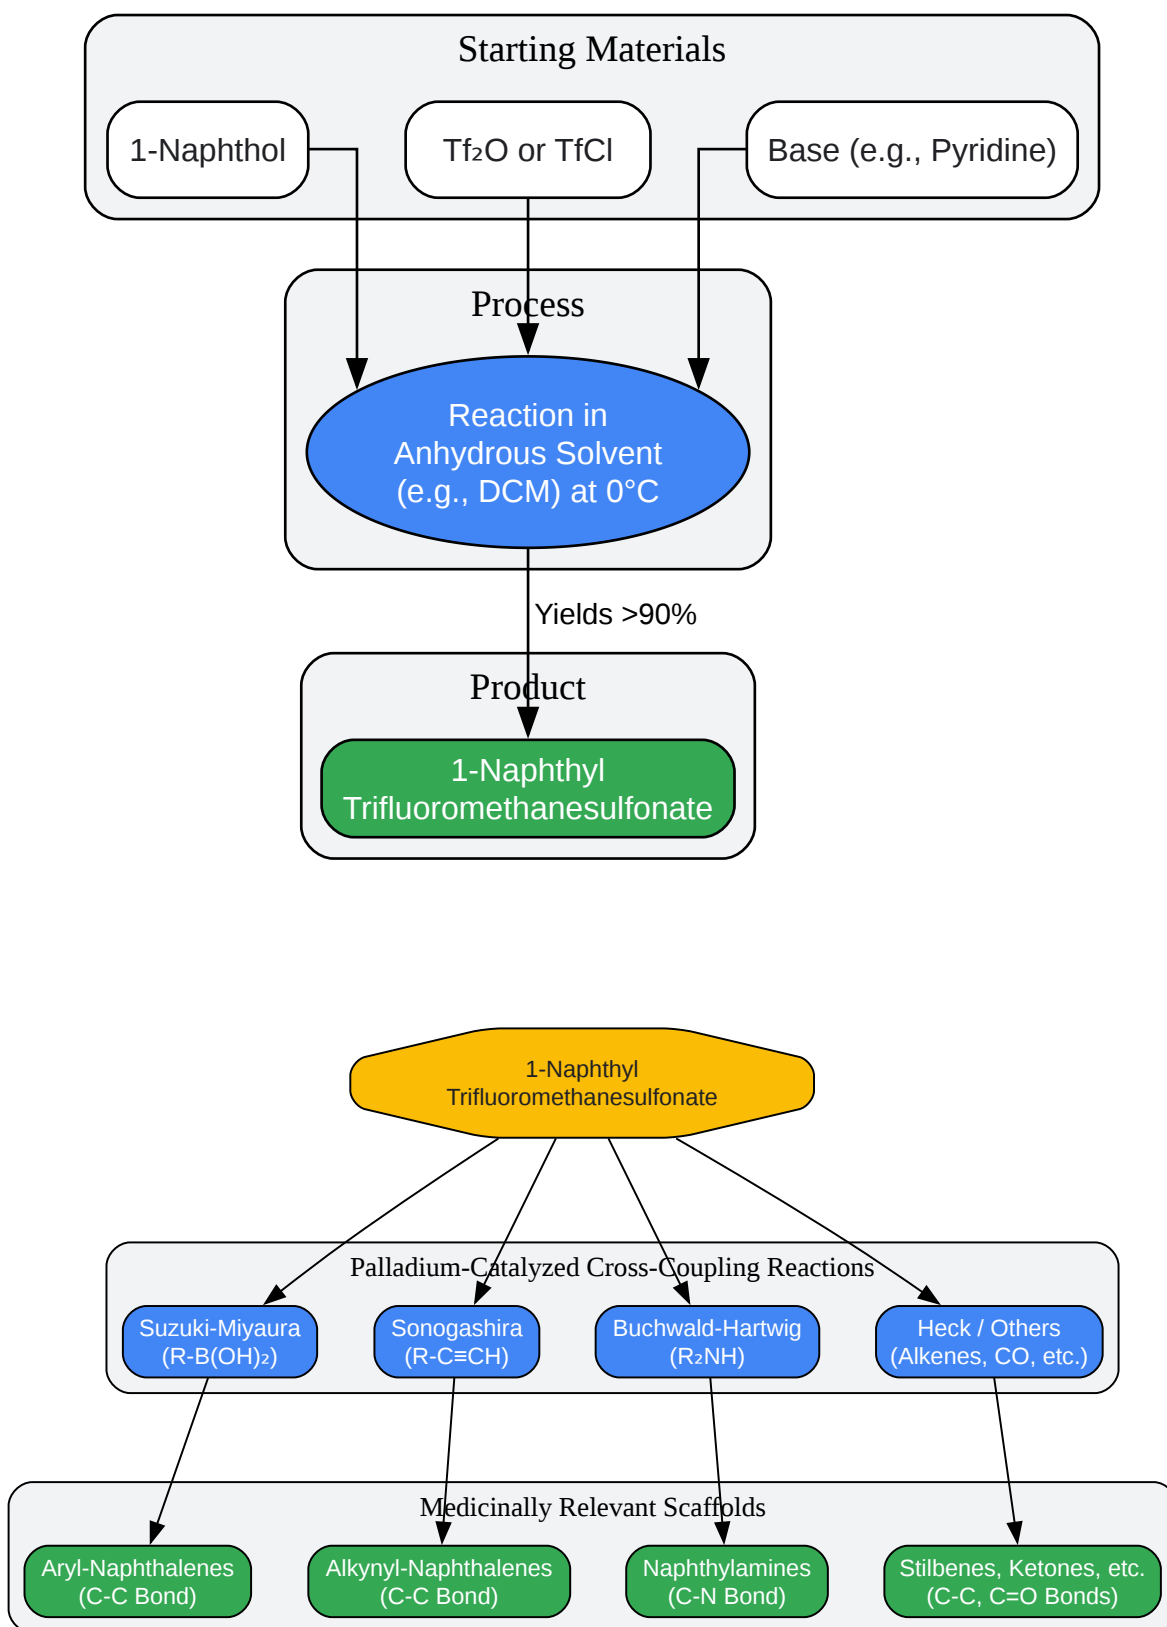 Starting Materials
1-Naphthol
Tf₂O or TfCl
Base (e.g., Pyridine)
Process
Reaction in
Anhydrous Solvent
(e.g., DCM) at 0°C
Yields >90%
Product
1-Naphthyl
Trifluoromethanesulfonate
1-Naphthyl
Trifluoromethanesulfonate
Palladium-Catalyzed Cross-Coupling Reactions
Suzuki-Miyaura
(R-B(OH)₂)
Sonogashira
(R-C≡CH)
Buchwald-Hartwig
(R₂NH)
Heck / Others
(Alkenes, CO, etc.)
Medicinally Relevant Scaffolds
Aryl-Naphthalenes
(C-C Bond)
Alkynyl-Naphthalenes
(C-C Bond)
Naphthylamines
(C-N Bond)
Stilbenes, Ketones, etc.
(C-C, C=O Bonds)